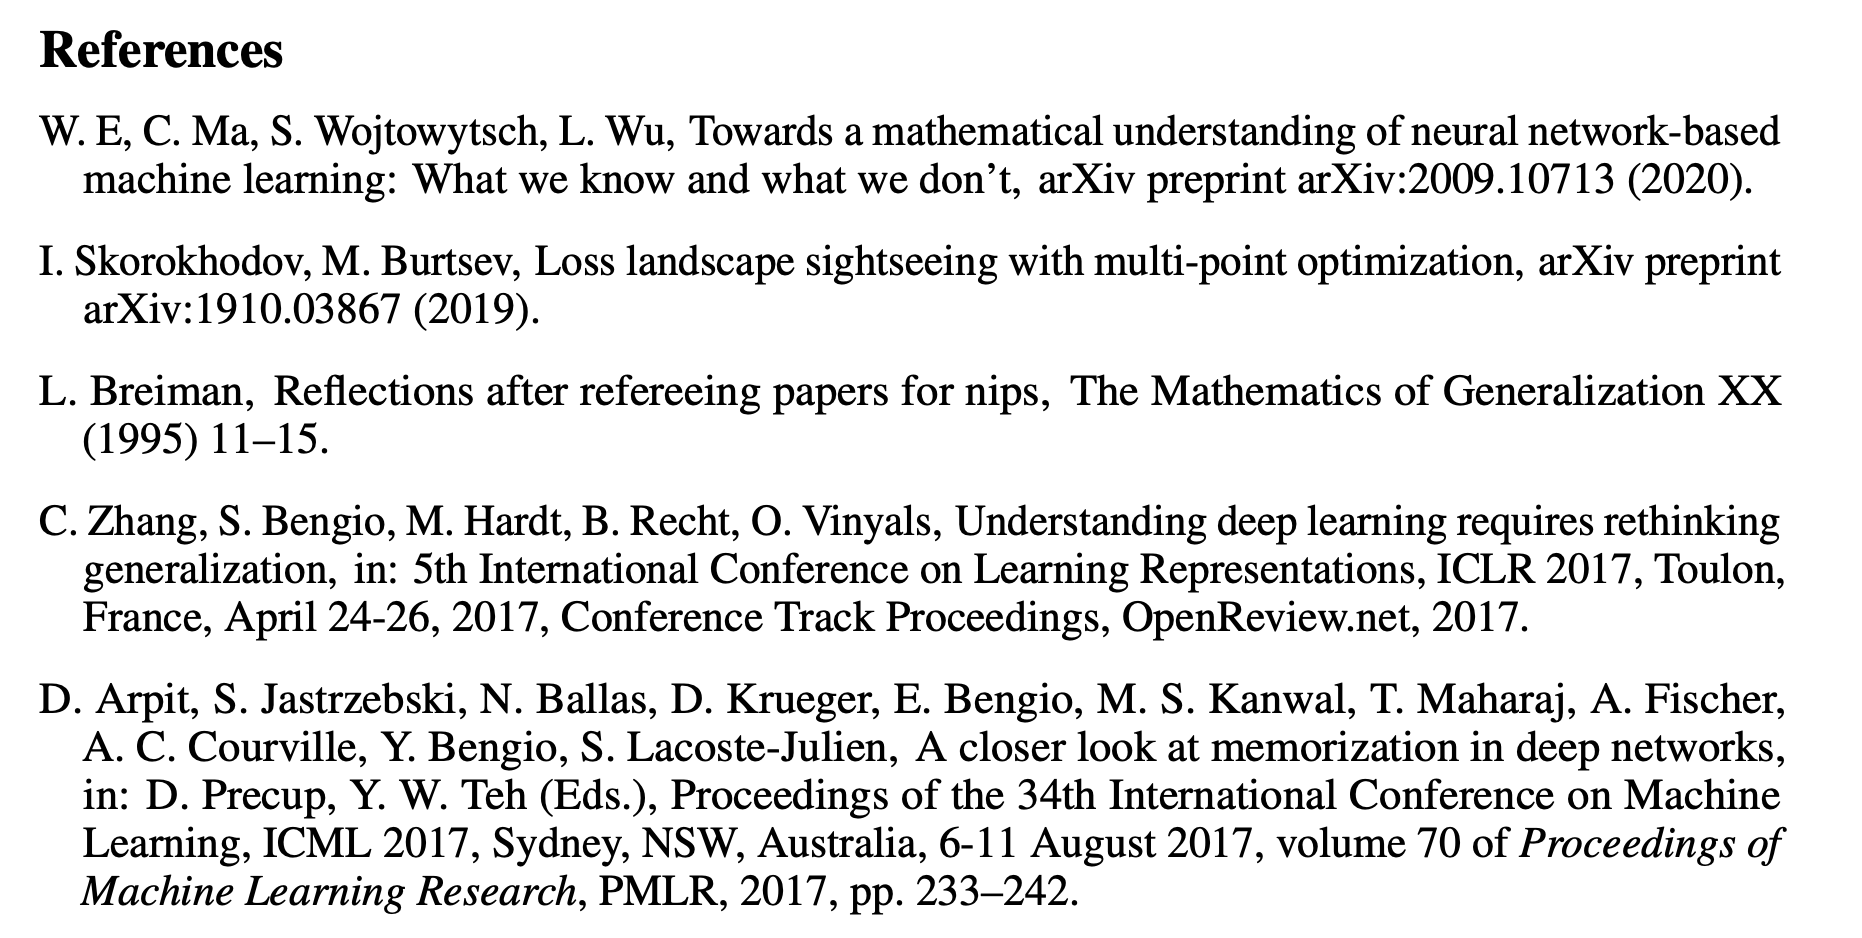 References
W. E, C. Ma, S. Wojtowytsch, L. Wu, Towards a mathematical understanding of neural network-based
machine learning: What we know and what we don’t, arXiv preprint arXiv:2009.10713 (2020).
I. Skorokhodov, M. Burtsev, Loss landscape sightseeing with multi-point optimization, arXiv preprint
arXiv:1910.03867 (2019).
L. Breiman, Reflections after refereeing papers for nips, The Mathematics of Generalization XX
(1995) 11–15.
C. Zhang, S. Bengio, M. Hardt, B. Recht, O. Vinyals, Understanding deep learning requires rethinking
generalization, in: 5th International Conference on Learning Representations, ICLR 2017, Toulon,
France, April 24-26, 2017, Conference Track Proceedings, OpenReview.net, 2017.
D. Arpit, S. Jastrzebski, N. Ballas, D. Krueger, E. Bengio, M. S. Kanwal, T. Maharaj, A. Fischer,
A. C. Courville, Y. Bengio, S. Lacoste-Julien, A closer look at memorization in deep networks,
in: D. Precup, Y. W. Teh (Eds.), Proceedings of the 34th International Conference on Machine
Learning, ICML 2017, Sydney, NSW, Australia, 6-11 August 2017, volume 70 of Proceedings of
Machine Learning Research, PMLR, 2017, pp. 233–242.